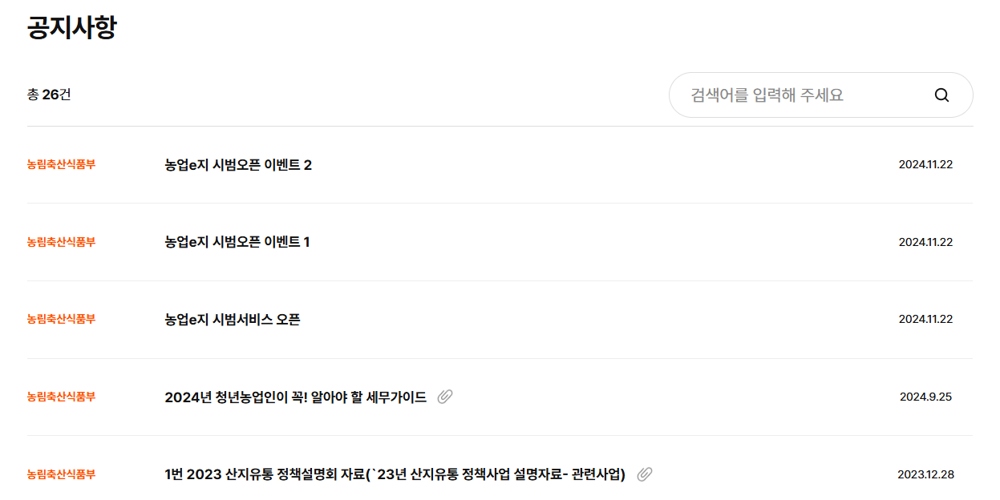 공지사항
총 26건
검색어를 입력해 주세요
농림축산식품부 농업e지 시범오픈 이벤트 2 2024.11.22
농림축산식품부 농업e지 시범오픈 이벤트 1 2024.11.22
농림축산식품부 농업e지 시범서비스 오픈 2024.11.22
농림축산식품부 2024년 청년농업인이 꼭! 알아야 할 세무가이드 2024.9.25
농림축산식품부 1번 2023 산지유통 정책설명회 자료(`23년 산지유통 정책사업 설명자료- 관련사업) 2023.12.28